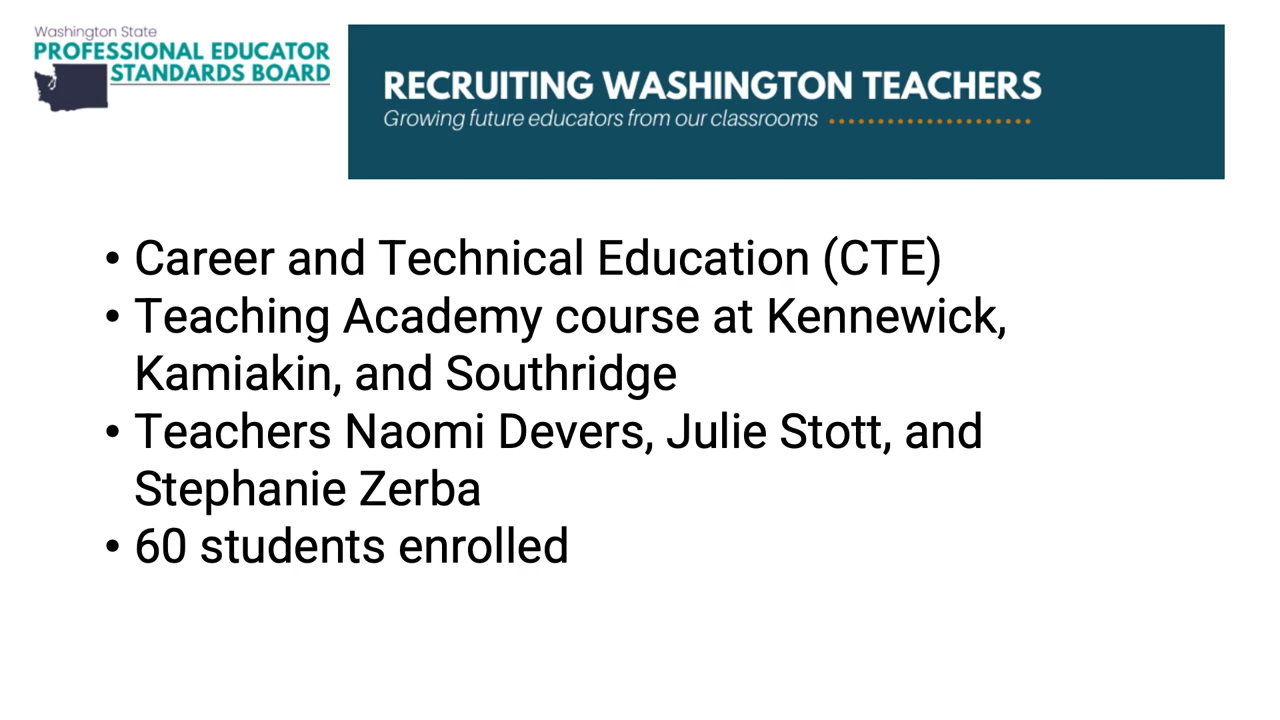 Washington State
PROFESSIONAL EDUCATOR
STANDARDS BOARD
RECRUITING WASHINGTON TEACHERS
Growing future educators from our classrooms
• Career and Technical Education (CTE)
• Teaching Academy course at Kennewick,
Kamiakin, and Southridge
• Teachers Naomi Devers, Julie Stott, and
Stephanie Zerba
• 60 students enrolled